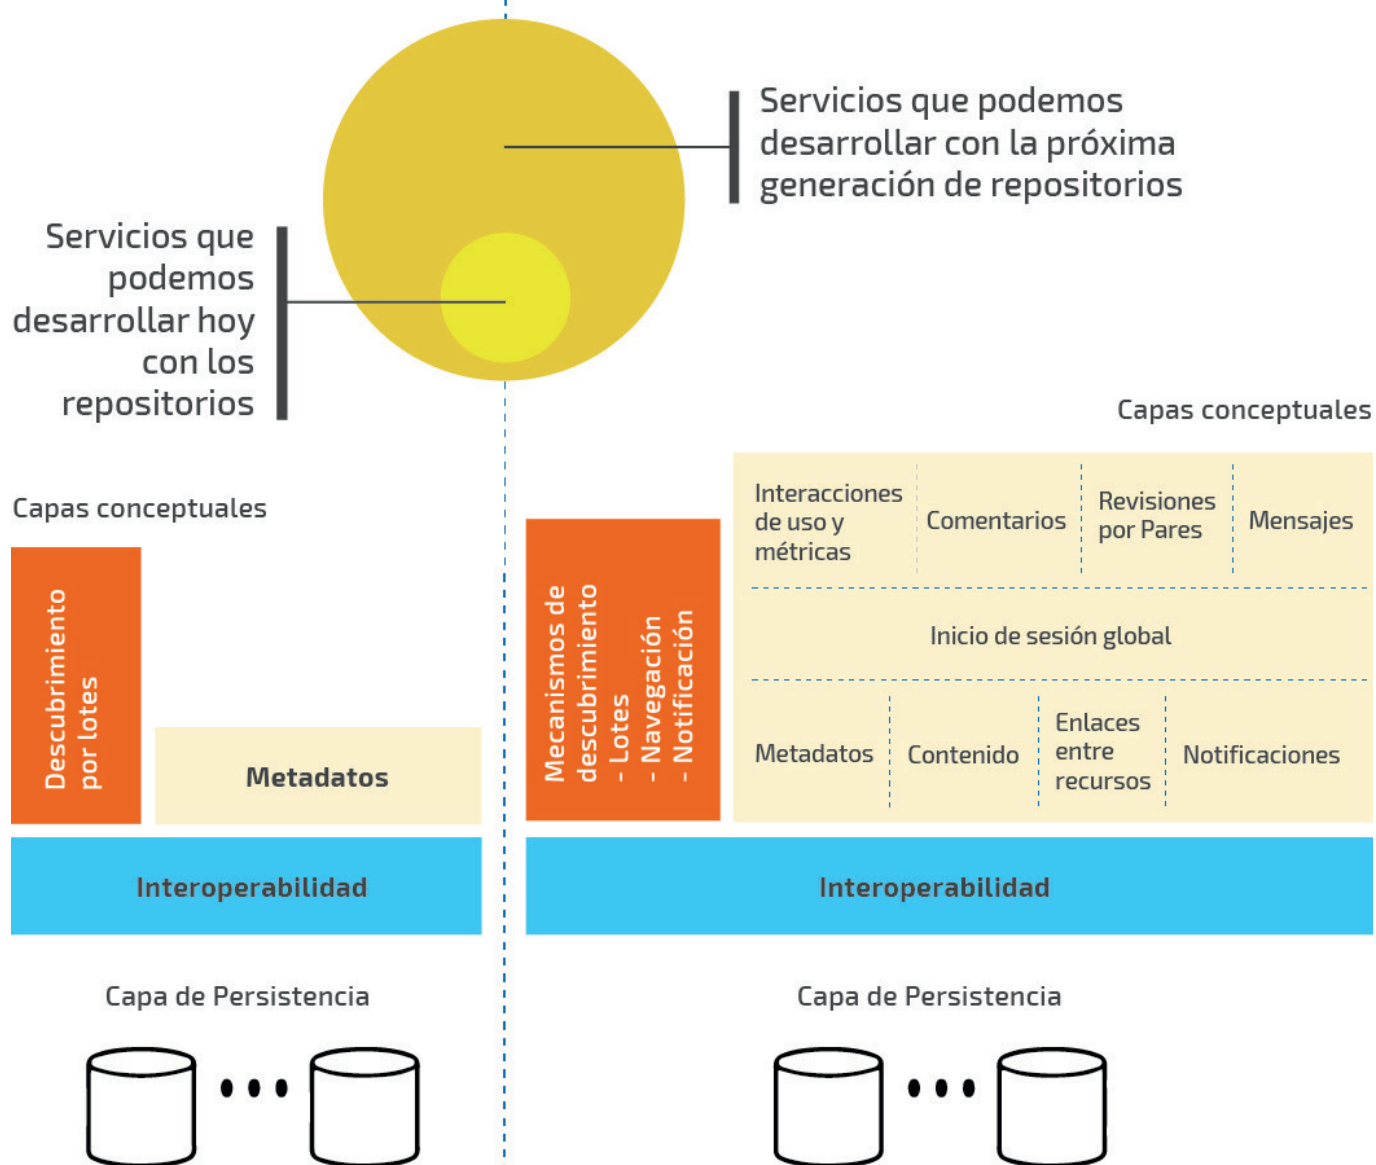 Servicios que podemos
desarrollar con la próxima
generación de repositorios
Servicios que
podemos
desarrollar hoy
con los
repositorios
Capas conceptuales
Descubrimiento
por lotes
Metadatos
Interoperabilidad
Capa de Persistencia
Capas conceptuales
Mecanismos de
descubrimiento
- Lotes
- Navegación
- Notificación
Interacciones
de uso y
métricas
Comentarios
Revisiones
por Pares
Mensajes
Inicio de sesión global
Metadatos
Contenido
Enlaces
entre
recursos
Notificaciones
Interoperabilidad
Capa de Persistencia